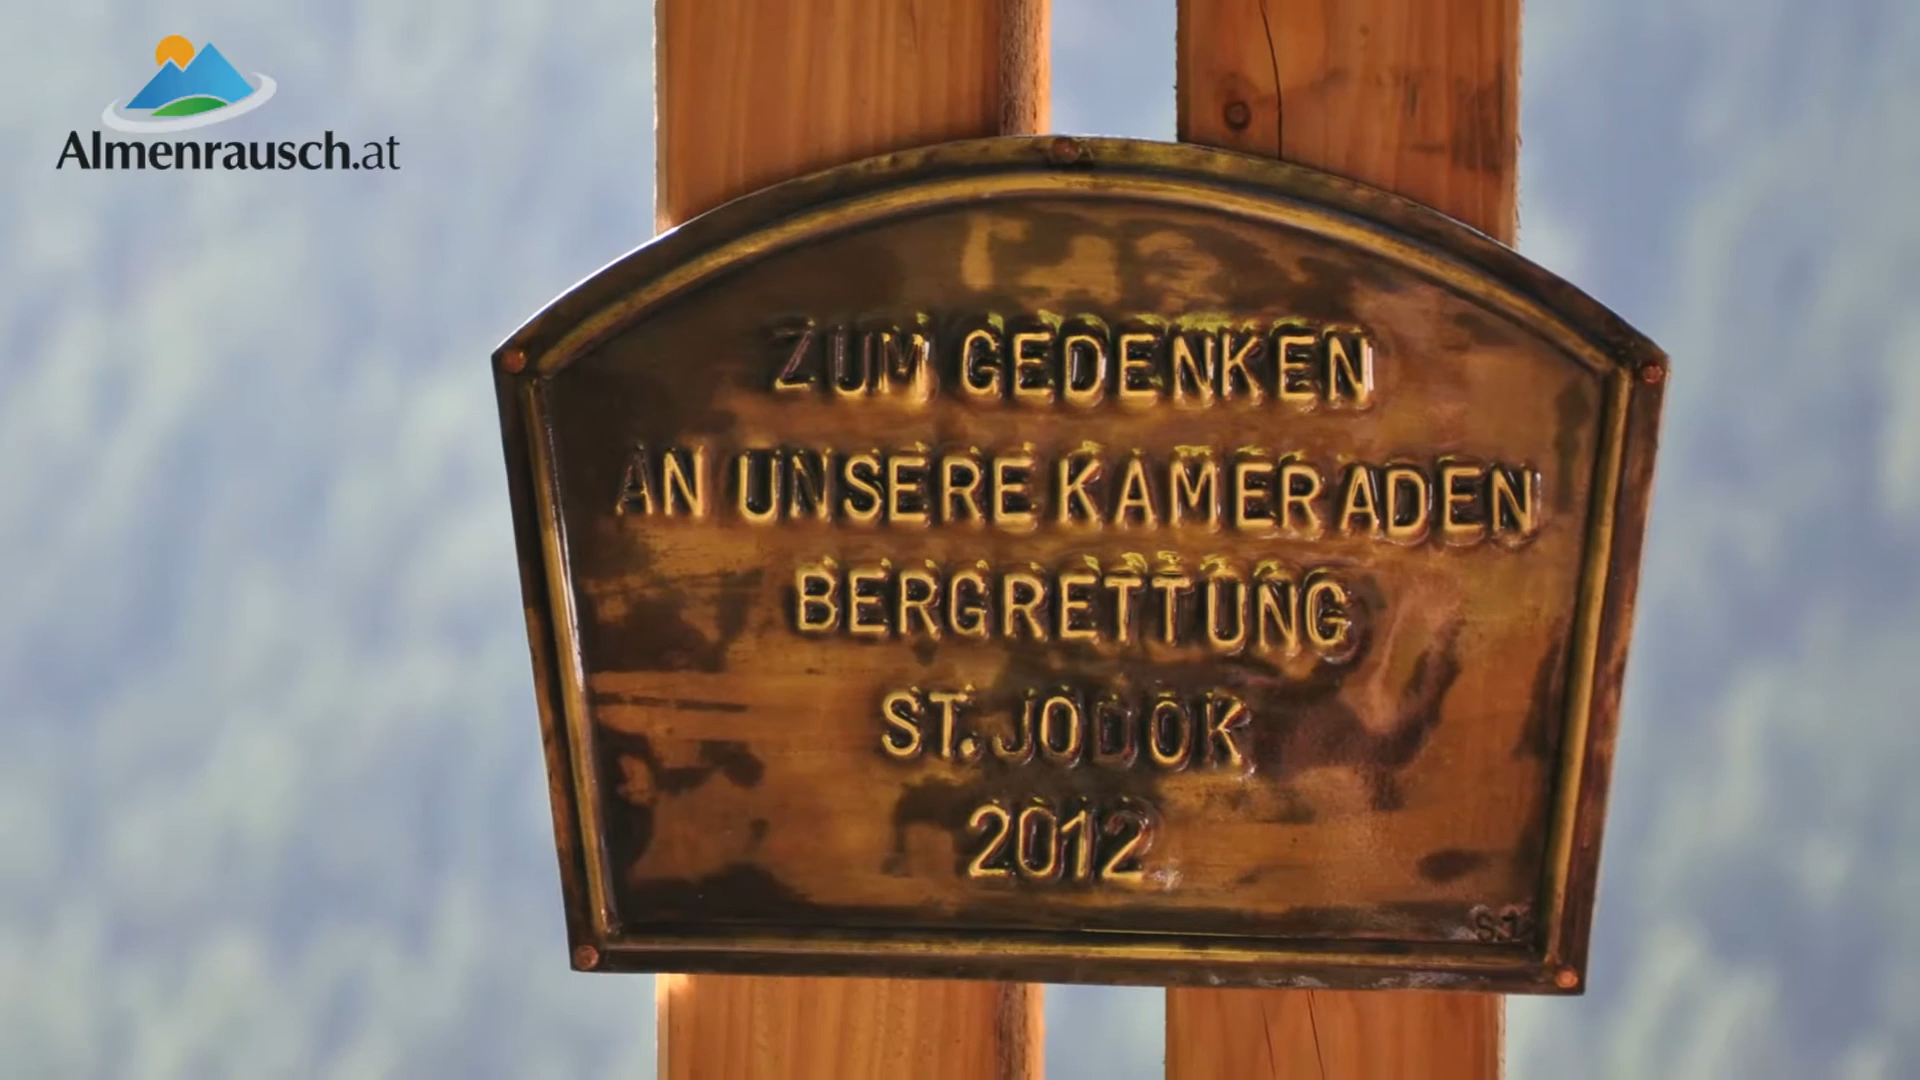 Almenrausch.at
ZUM GEDENKEN
AN UNSERE KAMERADEN
BERGRETTUNG
ST. JODOK
2012